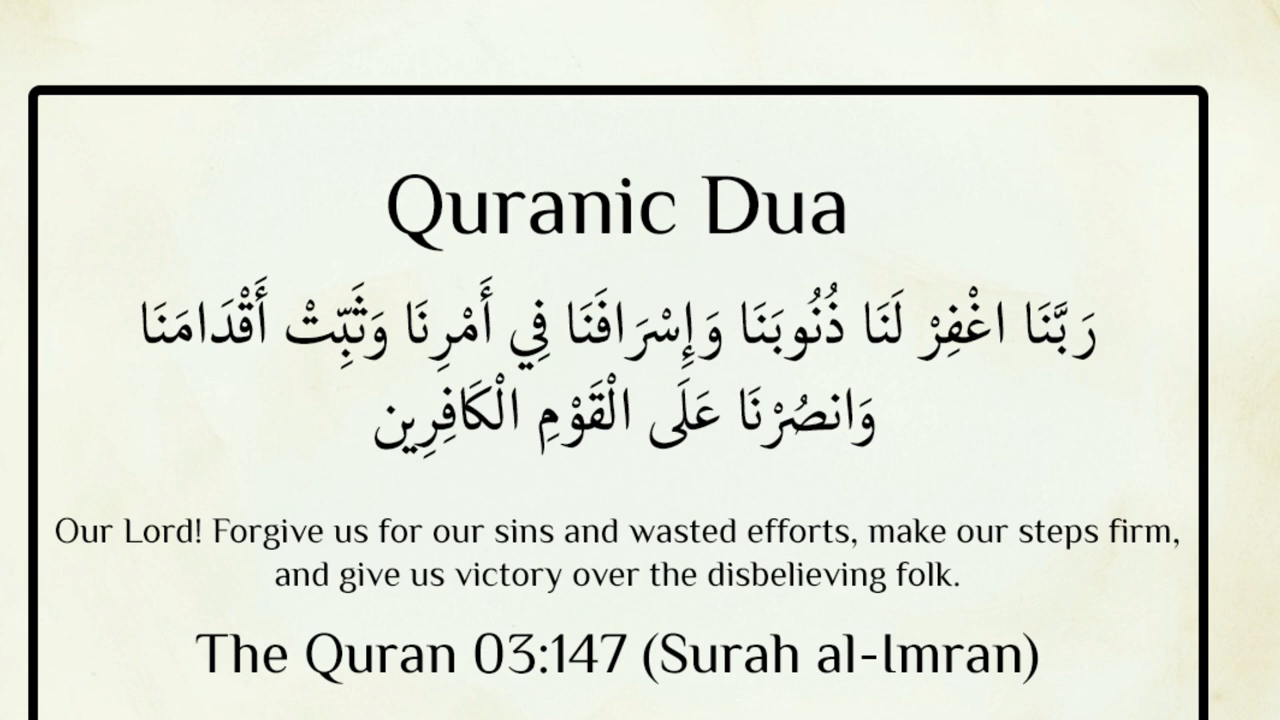 Quranic Dua
رَبَّنَا اغْفِرْ لَنَا ذُنُوبَنَا وَإِسْرَافَنَا فِي أَمْرِنَا وَثَبِّتْ أَقْدَامَنَا
وَانصُرْنَا عَلَى الْقَوْمِ الْكَافِرِين
Our Lord! Forgive us for our sins and wasted efforts, make our steps firm,
and give us victory over the disbelieving folk.
The Quran 03:147 (Surah al-Imran)